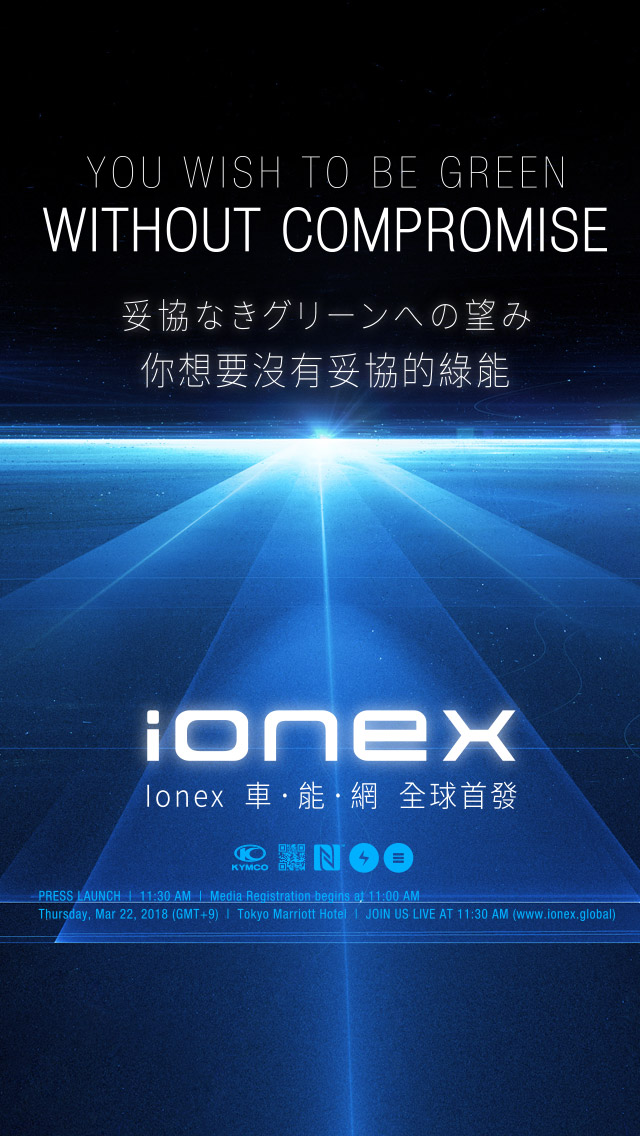 YOU WISH TO BE GREEN
WITHOUT COMPROMISE
妥協なきグリーンへの望み
你想要沒有妥協的綠能
ionex
Ionex 車·能·網 全球首發
KYMCO
PRESS LAUNCH | 11:30 AM | Media Registration begins at 11:00 AM
Thursday, Mar 22, 2018 (GMT+9) | Tokyo Marriott Hotel | JOIN US LIVE AT 11:30 AM (www.ionex.global)